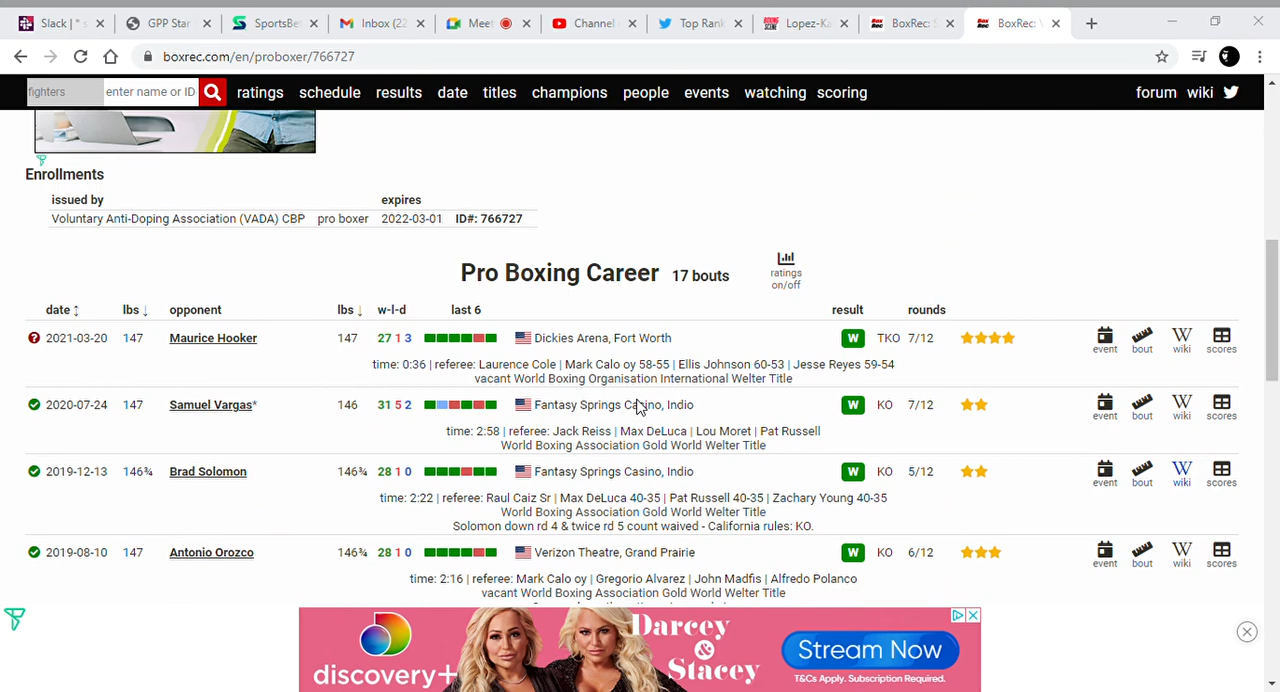 Slack | * GPP Star SportsBe Inbox (22 Meet Channel Top Rank Lopez-Ka BoxRec: S BoxRec: V
boxrec.com/en/proboxer/766727
fighters enter name or ID ratings schedule results date titles champions people events watching scoring forum wiki
Enrollments
issued by expires
Voluntary Anti-Doping Association (VADA) CBP pro boxer 2022-03-01 ID#: 766727
Pro Boxing Career 17 bouts
ratings
on/off
date lbs opponent lbs w-l-d last 6 result rounds
2021-03-20 147 Maurice Hooker 147 27 1 3 Dickies Arena, Fort Worth W TKO 7/12 event bout wiki scores
time: 0:36 | referee: Laurence Cole | Mark Calo oy 58-55 | Ellis Johnson 60-53 | Jesse Reyes 59-54
vacant World Boxing Organisation International Welter Title
2020-07-24 147 Samuel Vargas* 146 31 5 2 Fantasy Springs Casino, Indio W KO 7/12 event bout wiki scores
time: 2:58 | referee: Jack Reiss | Max DeLuca | Lou Moret | Pat Russell
World Boxing Association Gold World Welter Title
2019-12-13 146¾ Brad Solomon 146¾ 28 1 0 Fantasy Springs Casino, Indio W KO 5/12 event bout wiki scores
time: 2:22 | referee: Raul Caiz Sr | Max DeLuca 40-35 | Pat Russell 40-35 | Zachary Young 40-35
World Boxing Association Gold World Welter Title
Solomon down rd 4 & twice rd 5 count waived - California rules: KO.
2019-08-10 147 Antonio Orozco 146¾ 28 1 0 Verizon Theatre, Grand Prairie W KO 6/12 event bout wiki scores
time: 2:16 | referee: Mark Calo oy | Gregorio Alvarez | John Madfis | Alfredo Polanco
vacant World Boxing Association Gold World Welter Title
discovery+
Darcey
& Stacey
Stream Now
T&Cs Apply. Subscription Required.